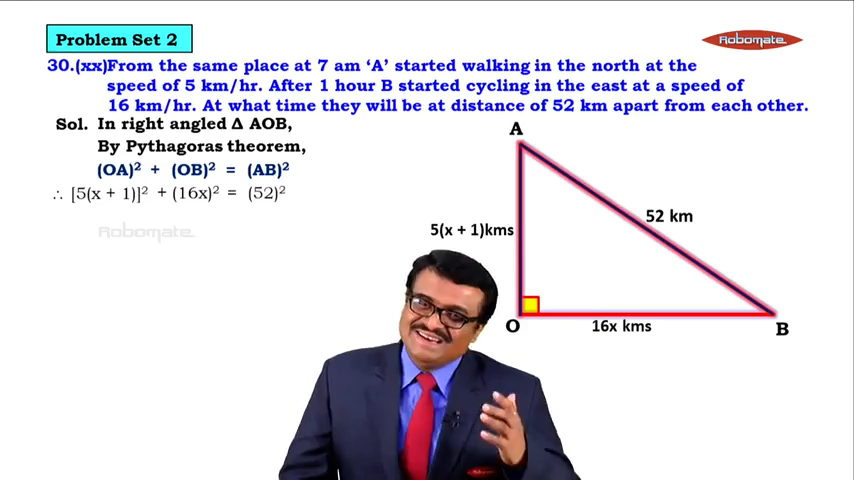 Problem Set 2
Robomate
30.(xx)From the same place at 7 am ‘A’ started walking in the north at the
speed of 5 km/hr. After 1 hour B started cycling in the east at a speed of
16 km/hr. At what time they will be at distance of 52 km apart from each other.
Sol. In right angled Δ AOB,
By Pythagoras theorem,
(OA)² + (OB)² = (AB)²
∴ [5(x + 1)]² + (16x)² = (52)²
Robomate
A
52 km
5(x + 1)kms
O
16x kms
B